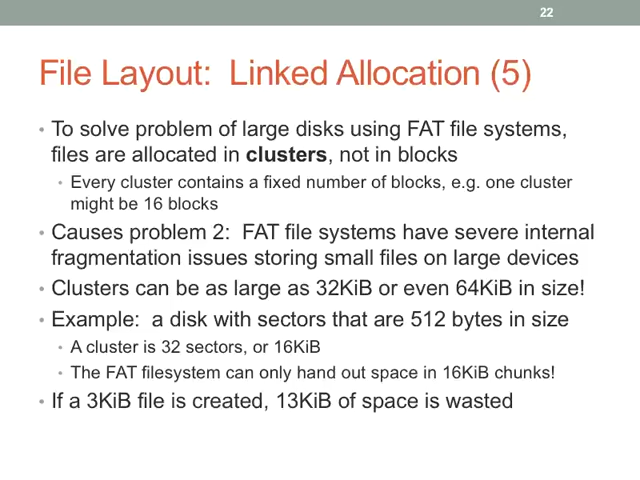 22
File Layout: Linked Allocation (5)
• To solve problem of large disks using FAT file systems,
files are allocated in clusters, not in blocks
• Every cluster contains a fixed number of blocks, e.g. one cluster
might be 16 blocks
• Causes problem 2: FAT file systems have severe internal
fragmentation issues storing small files on large devices
• Clusters can be as large as 32KiB or even 64KiB in size!
• Example: a disk with sectors that are 512 bytes in size
• A cluster is 32 sectors, or 16KiB
• The FAT filesystem can only hand out space in 16KiB chunks!
• If a 3KiB file is created, 13KiB of space is wasted